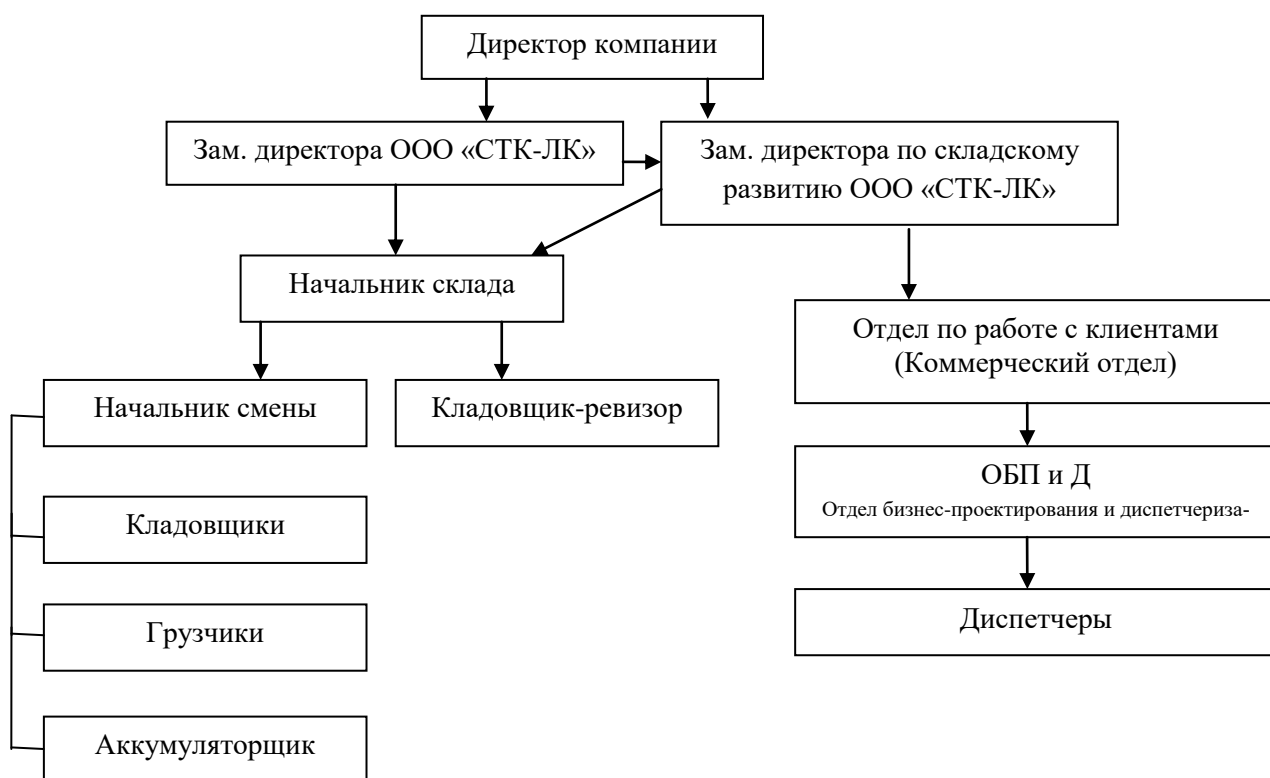 Директор компании
Зам. директора ООО «СТК-ЛК»
Зам. директора по складскому
развитию ООО «СТК-ЛК»
Начальник склада
Отдел по работе с клиентами
(Коммерческий отдел)
Начальник смены
Кладовщик-ревизор
ОБП и Д
Отдел бизнес-проектирования и диспетчериза-
Кладовщики
Диспетчеры
Грузчики
Аккумуляторщик